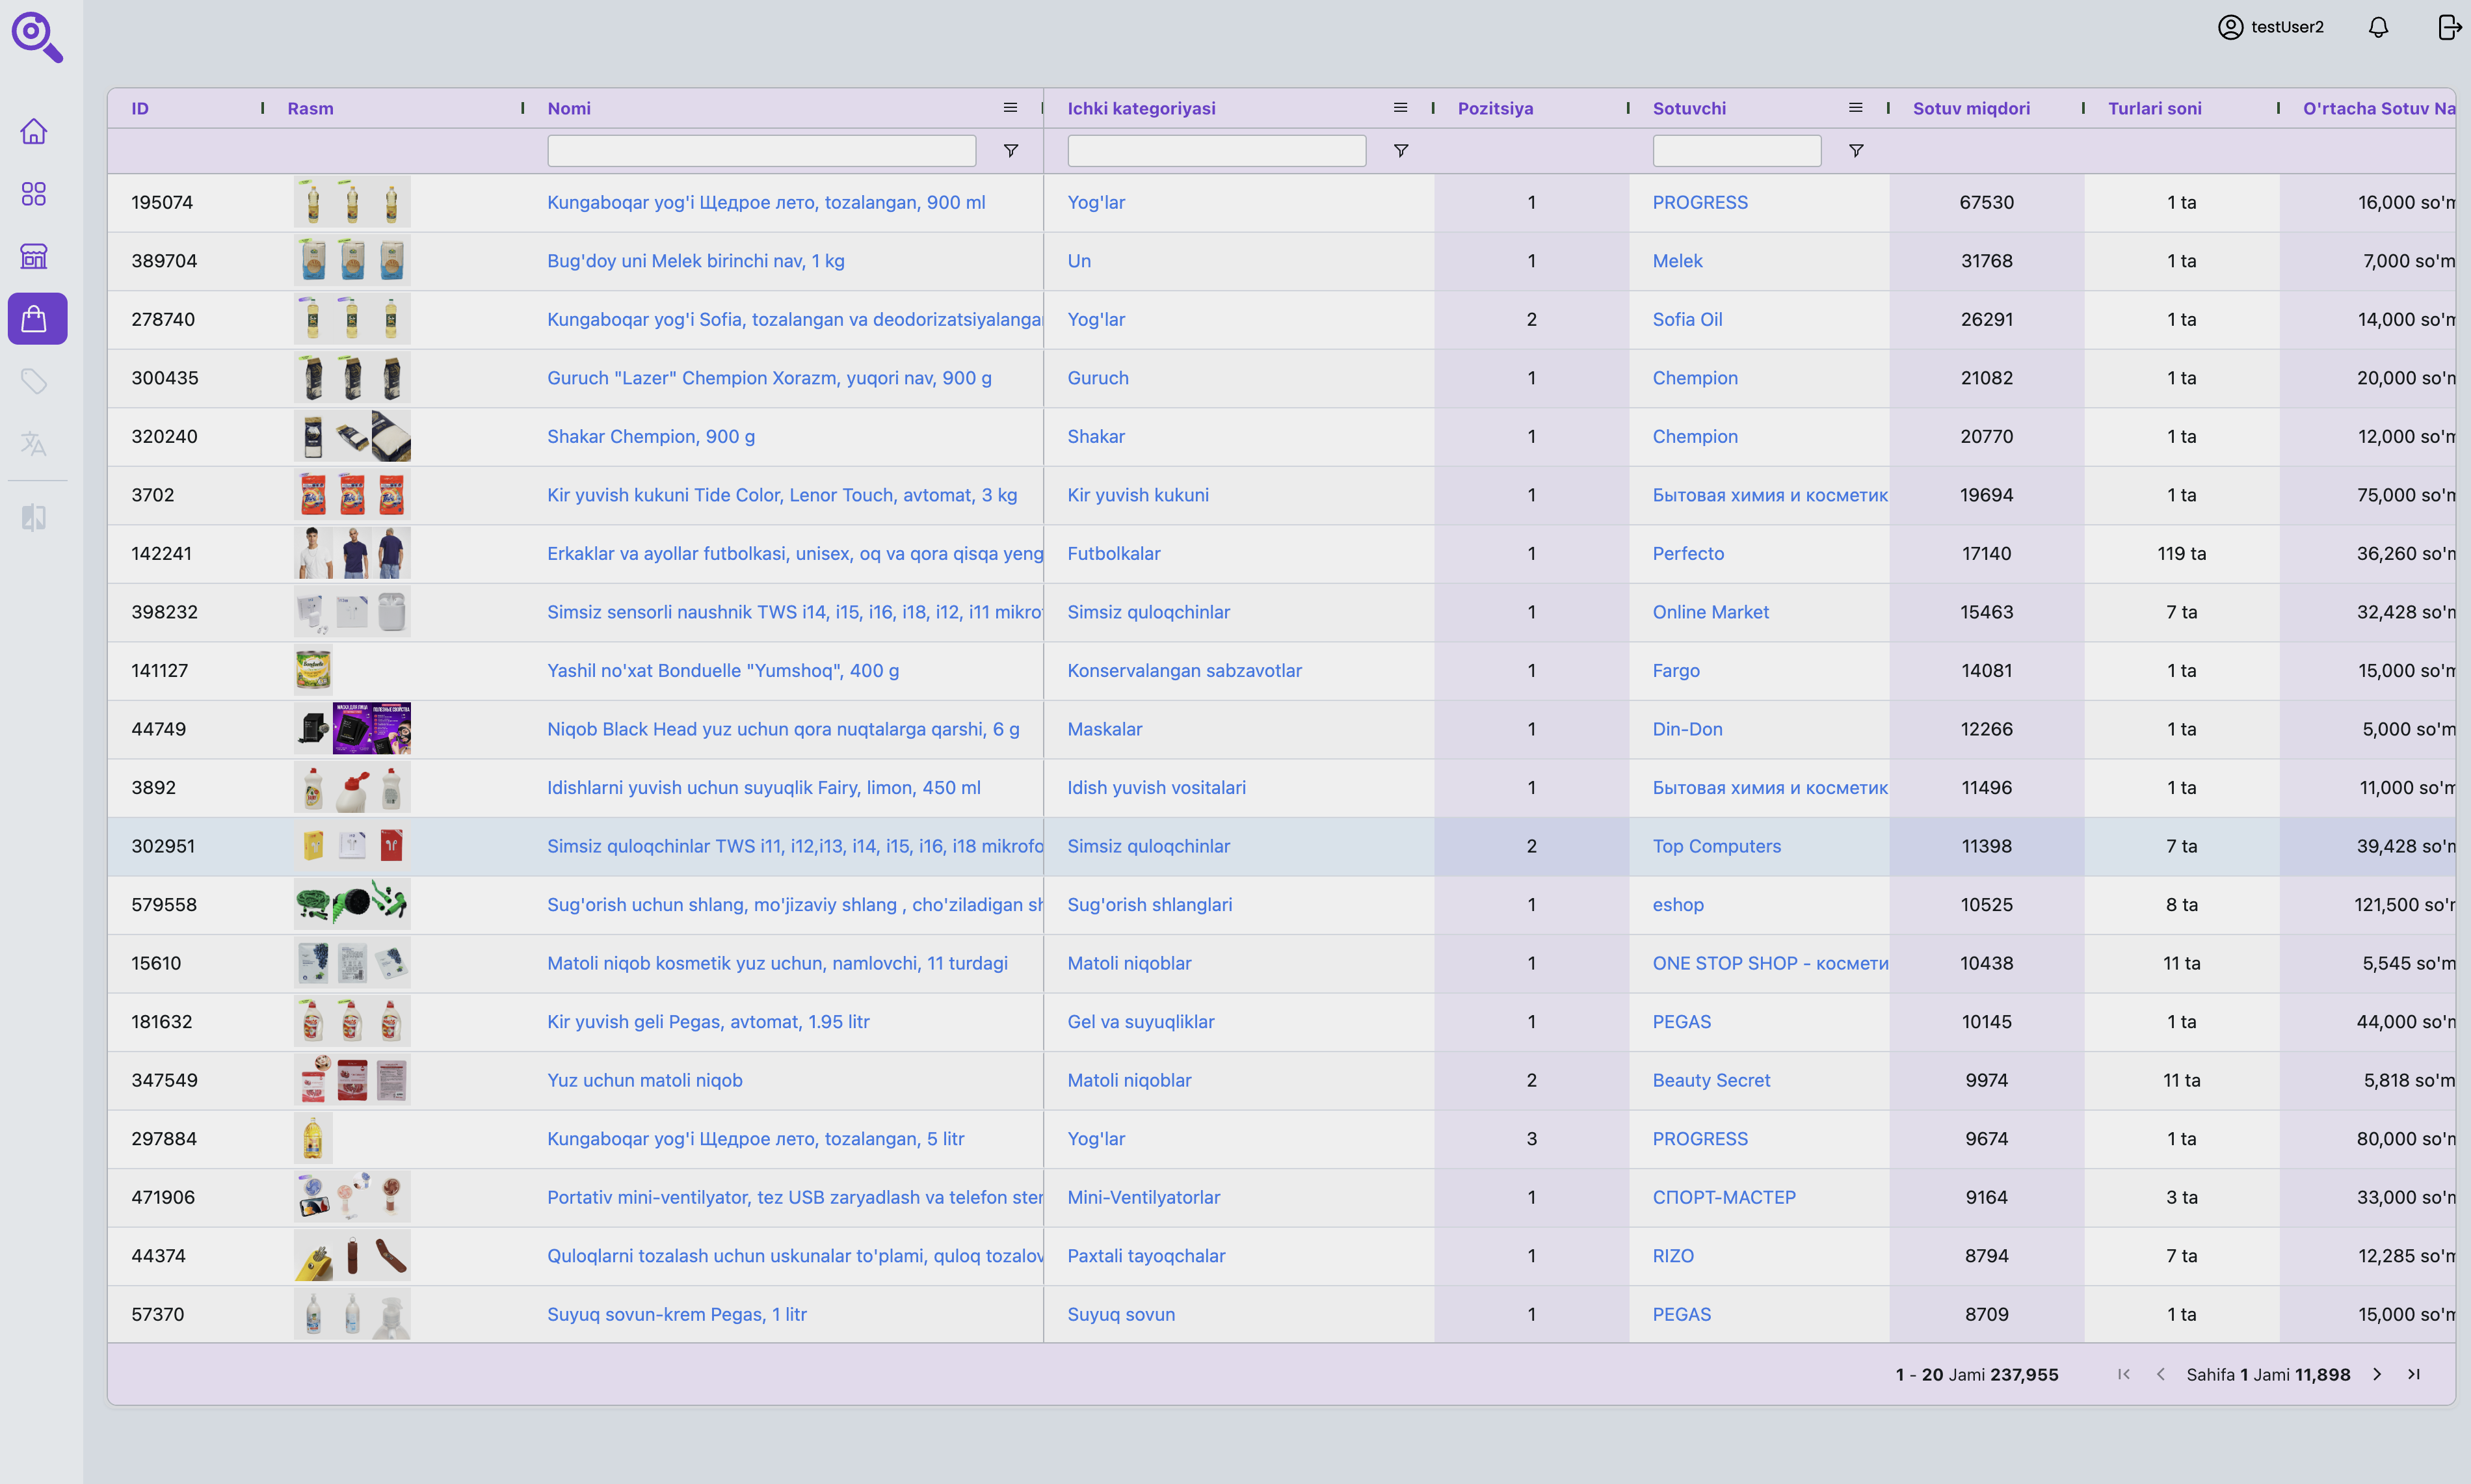 testUser2
ID Rasm Nomi Ichki kategoriyasi Pozitsiya Sotuvchi Sotuv miqdori Turlari soni O'rtacha Sotuv Na
195074 Kungaboqar yog'i Щедрое лето, tozalangan, 900 ml Yog'lar 1 PROGRESS 67530 1 ta 16,000 so'm
389704 Bug'doy uni Melek birinchi nav, 1 kg Un 1 Melek 31768 1 ta 7,000 so'm
278740 Kungaboqar yog'i Sofia, tozalangan va deodorizatsiyalangan Yog'lar 2 Sofia Oil 26291 1 ta 14,000 so'm
300435 Guruch "Lazer" Chempion Xorazm, yuqori nav, 900 g Guruch 1 Chempion 21082 1 ta 20,000 so'm
320240 Shakar Chempion, 900 g Shakar 1 Chempion 20770 1 ta 12,000 so'm
3702 Kir yuvish kukuni Tide Color, Lenor Touch, avtomat, 3 kg Kir yuvish kukuni 1 Бытовая химия и косметик 19694 1 ta 75,000 so'm
142241 Erkaklar va ayollar futbolkasi, unisex, oq va qora qisqa yeng Futbolkalar 1 Perfecto 17140 119 ta 36,260 so'm
398232 Simsiz sensorli naushnik TWS i14, i15, i16, i18, i12, i11 mikrof Simsiz quloqchinlar 1 Online Market 15463 7 ta 32,428 so'm
141127 Yashil no'xat Bonduelle "Yumshoq", 400 g Konservalangan sabzavotlar 1 Fargo 14081 1 ta 15,000 so'm
44749 Niqob Black Head yuz uchun qora nuqtalarga qarshi, 6 g Maskalar 1 Din-Don 12266 1 ta 5,000 so'm
3892 Idishlarni yuvish uchun suyuqlik Fairy, limon, 450 ml Idish yuvish vositalari 1 Бытовая химия и косметик 11496 1 ta 11,000 so'm
302951 Simsiz quloqchinlar TWS i11, i12,i13, i14, i15, i16, i18 mikrofo Simsiz quloqchinlar 2 Top Computers 11398 7 ta 39,428 so'm
579558 Sug'orish uchun shlang, mo'jizaviy shlang , cho'ziladigan sh Sug'orish shlanglari 1 eshop 10525 8 ta 121,500 so'm
15610 Matoli niqob kosmetik yuz uchun, namlovchi, 11 turdagi Matoli niqoblar 1 ONE STOP SHOP - космети 10438 11 ta 5,545 so'm
181632 Kir yuvish geli Pegas, avtomat, 1.95 litr Gel va suyuqliklar 1 PEGAS 10145 1 ta 44,000 so'm
347549 Yuz uchun matoli niqob Matoli niqoblar 2 Beauty Secret 9974 11 ta 5,818 so'm
297884 Kungaboqar yog'i Щедрое лето, tozalangan, 5 litr Yog'lar 3 PROGRESS 9674 1 ta 80,000 so'm
471906 Portativ mini-ventilyator, tez USB zaryadlash va telefon ster Mini-Ventilyatorlar 1 СПОРТ-МАСТЕР 9164 3 ta 33,000 so'm
44374 Quloqlarni tozalash uchun uskunalar to'plami, quloq tozalov Paxtali tayoqchalar 1 RIZO 8794 7 ta 12,285 so'm
57370 Suyuq sovun-krem Pegas, 1 litr Suyuq sovun 1 PEGAS 8709 1 ta 15,000 so'm
1 - 20 Jami 237,955 Sahifa 1 Jami 11,898